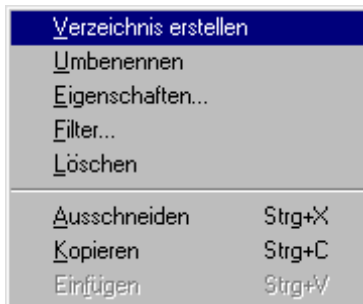 Verzeichnis erstellen
Umbenennen
Eigenschaften...
Filter...
Löschen
Ausschneiden Strg+X
Kopieren Strg+C
Einfügen Strg+V